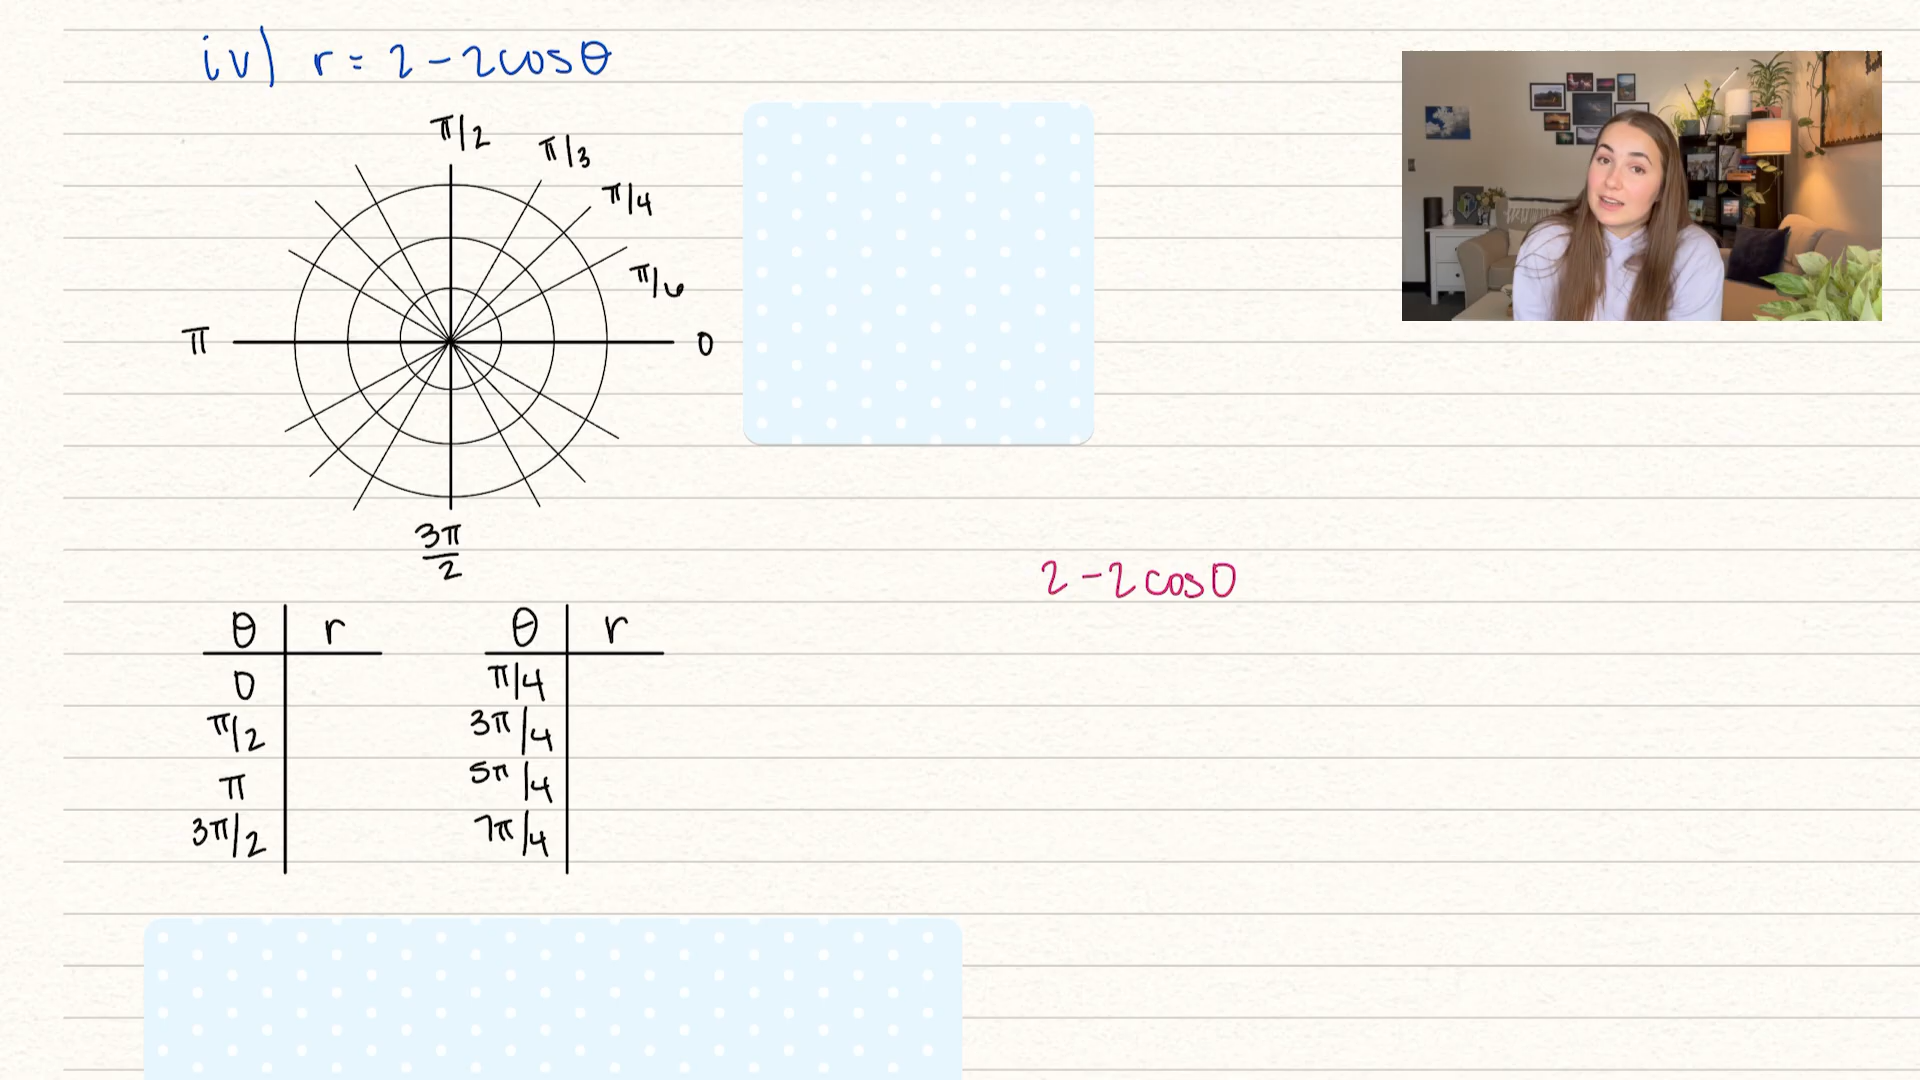 iv) r = 2 - 2cosθ
π/2
π/3
π/4
π/6
π
0
3π/2
2 - 2cos0
θ | r
0
π/2
π
3π/2
θ | r
π/4
3π/4
5π/4
7π/4